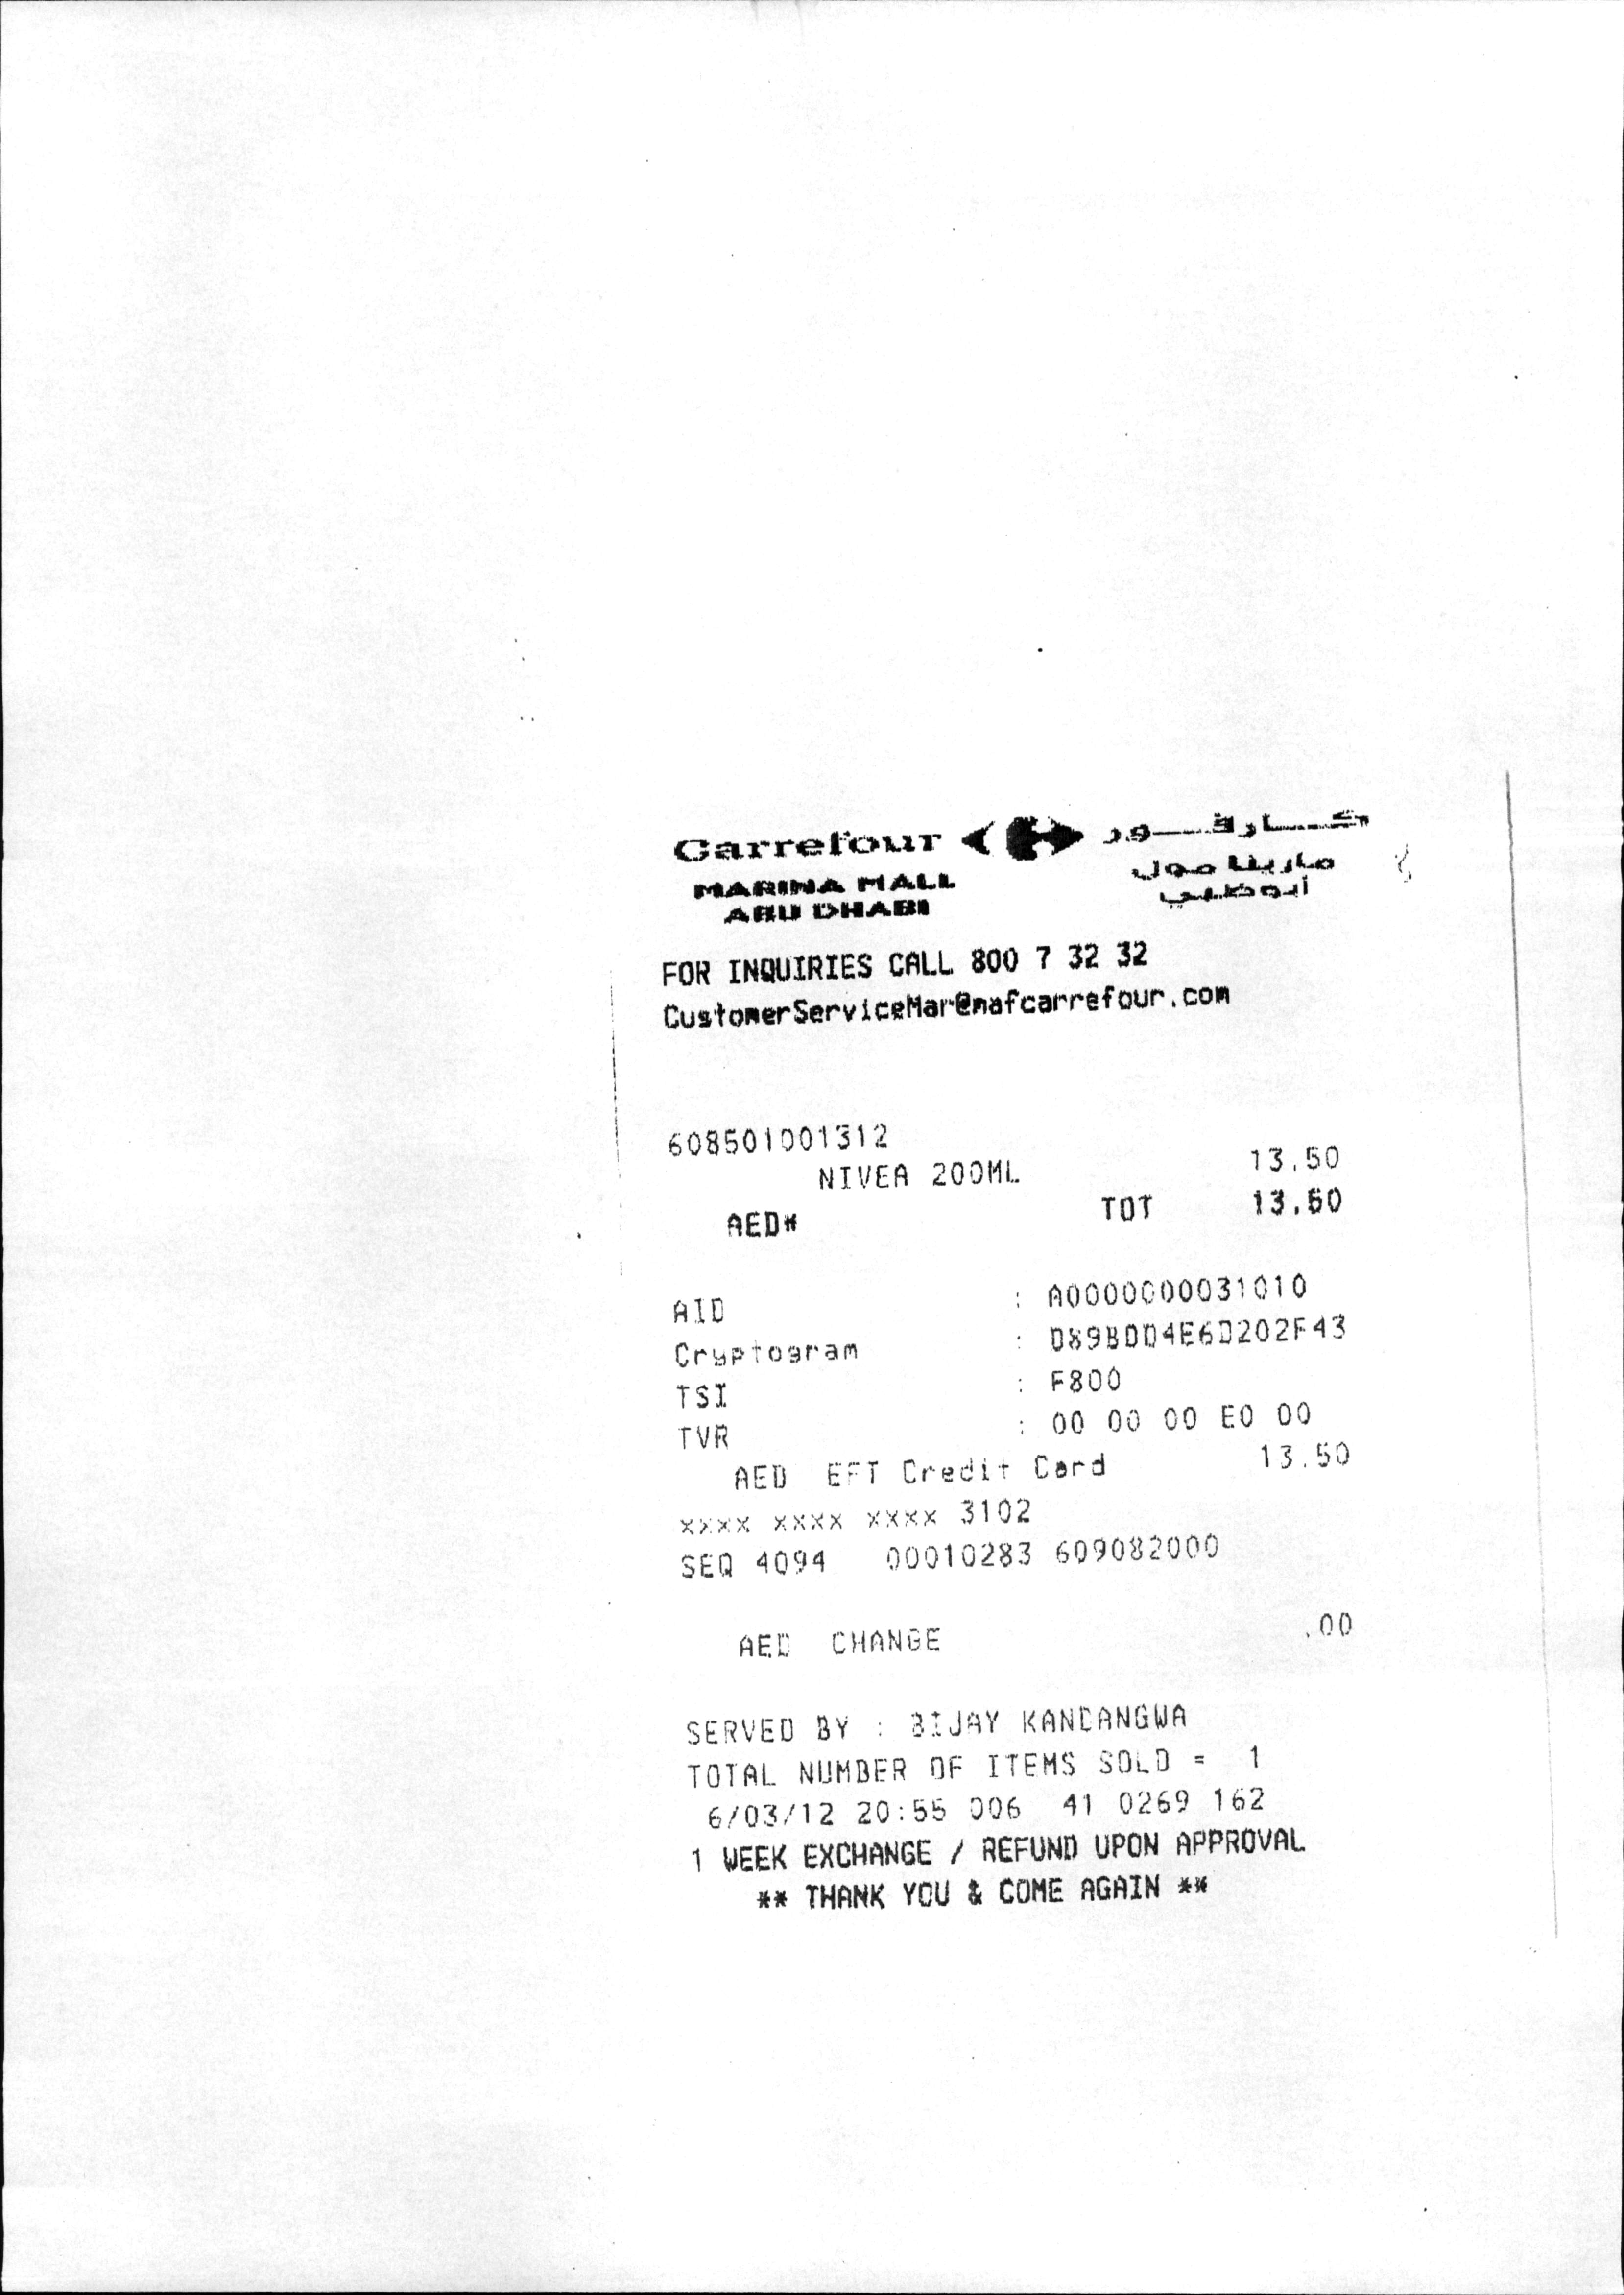 Carrefour كارفور
MARINA MALL مارينا مول
ABU DHABI أبوظبي
FOR INQUIRIES CALL 800 7 32 32
CustomerServiceMar@mafcarrefour.com
608501001312
NIVEA 200ML 13.50
AED* TOT 13.50
AID : A0000000031010
Cryptogram : D89BDD4E6D202F43
TSI : F800
TVR : 00 00 00 E0 00
AED EFT Credit Card 13.50
xxxx xxxx xxxx 3102
SEQ 4094 00010283 609082000
AED CHANGE .00
SERVED BY : BIJAY KANDANGWA
TOTAL NUMBER OF ITEMS SOLD = 1
6/03/12 20:55 006 41 0269 162
1 WEEK EXCHANGE / REFUND UPON APPROVAL
** THANK YOU & COME AGAIN **